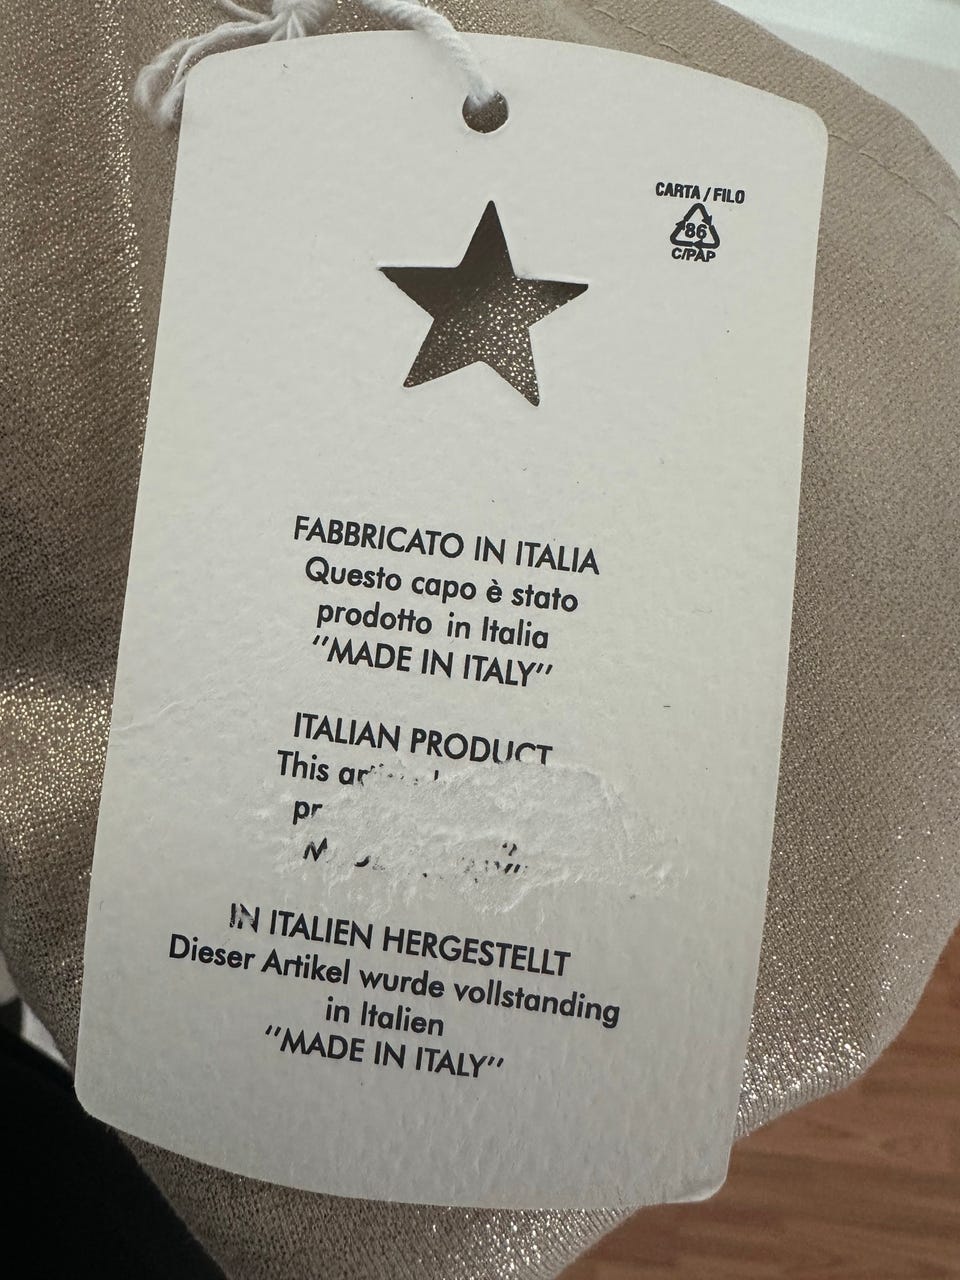 CARTA / FILO
86
C/PAP
FABBRICATO IN ITALIA
Questo capo è stato
prodotto in Italia
"MADE IN ITALY"
ITALIAN PRODUCT
This
IN ITALIEN HERGESTELLT
Dieser Artikel wurde vollstanding
in Italien
"MADE IN ITALY"